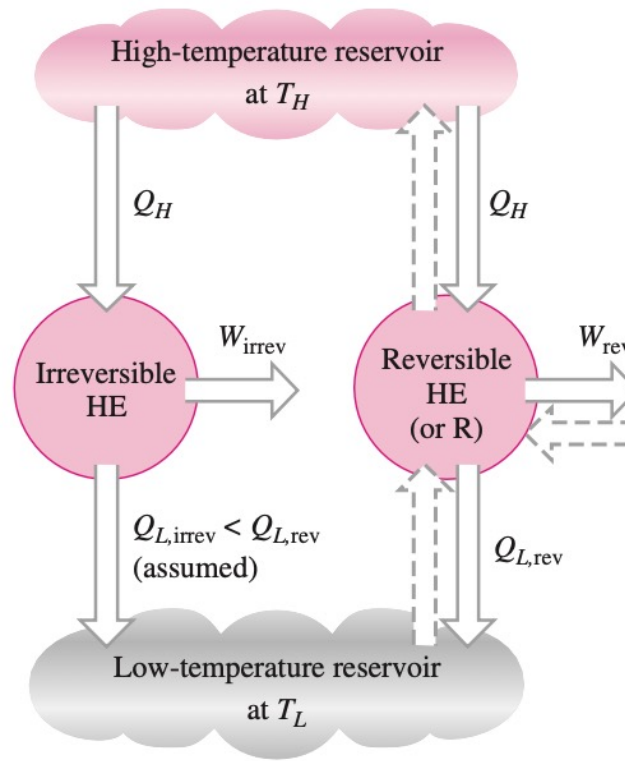 High-temperature reservoir
at T_H
Q_H
Q_H
W_irrev
W_rev
Irreversible
HE
Reversible
HE
(or R)
Q_L,irrev < Q_L,rev
(assumed)
Q_L,rev
Low-temperature reservoir
at T_L